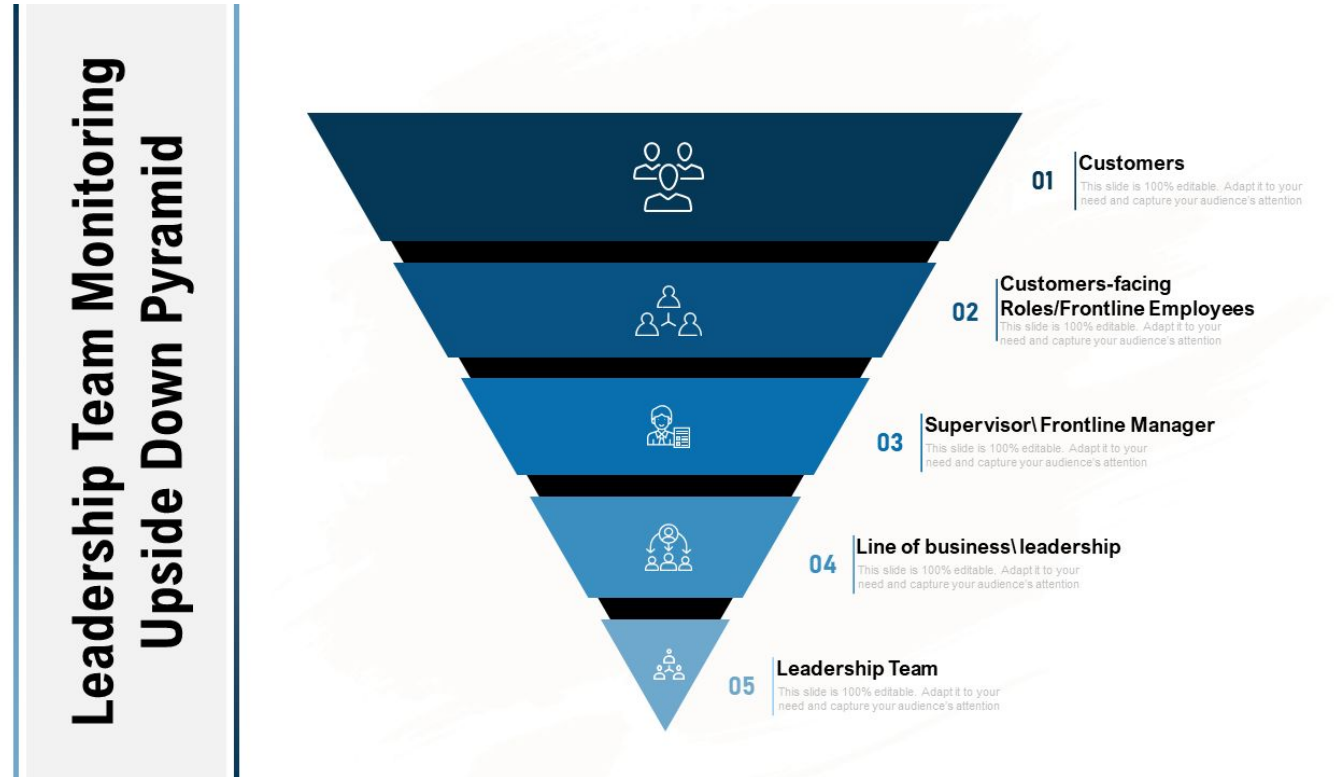 Leadership Team Monitoring
Upside Down Pyramid
01
Customers
This slide is 100% editable. Adapt it to your
need and capture your audience's attention
02
Customers-facing
Roles/Frontline Employees
This slide is 100% editable. Adapt it to your
need and capture your audience's attention
03
Supervisor\ Frontline Manager
This slide is 100% editable. Adapt it to your
need and capture your audience's attention
04
Line of business\ leadership
This slide is 100% editable. Adapt it to your
need and capture your audience's attention
05
Leadership Team
This slide is 100% editable. Adapt it to your
need and capture your audience's attention